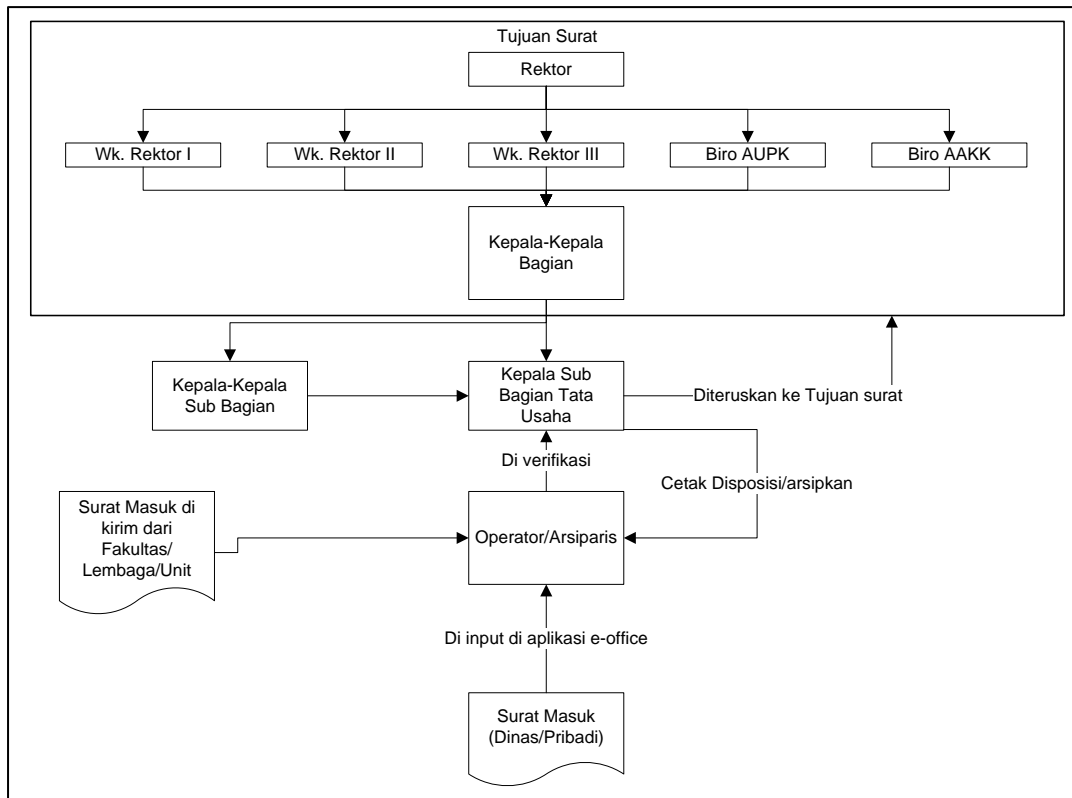 Tujuan Surat
Rektor
Wk. Rektor I
Wk. Rektor II
Wk. Rektor III
Biro AUPK
Biro AAKK
Kepala-Kepala
Bagian
Kepala-Kepala
Sub Bagian
Kepala Sub
Bagian Tata
Usaha
Diteruskan ke Tujuan surat
Di verifikasi
Cetak Disposisi/arsipkan
Surat Masuk di
kirim dari
Fakultas/
Lembaga/Unit
Operator/Arsiparis
Di input di aplikasi e-office
Surat Masuk
(Dinas/Pribadi)